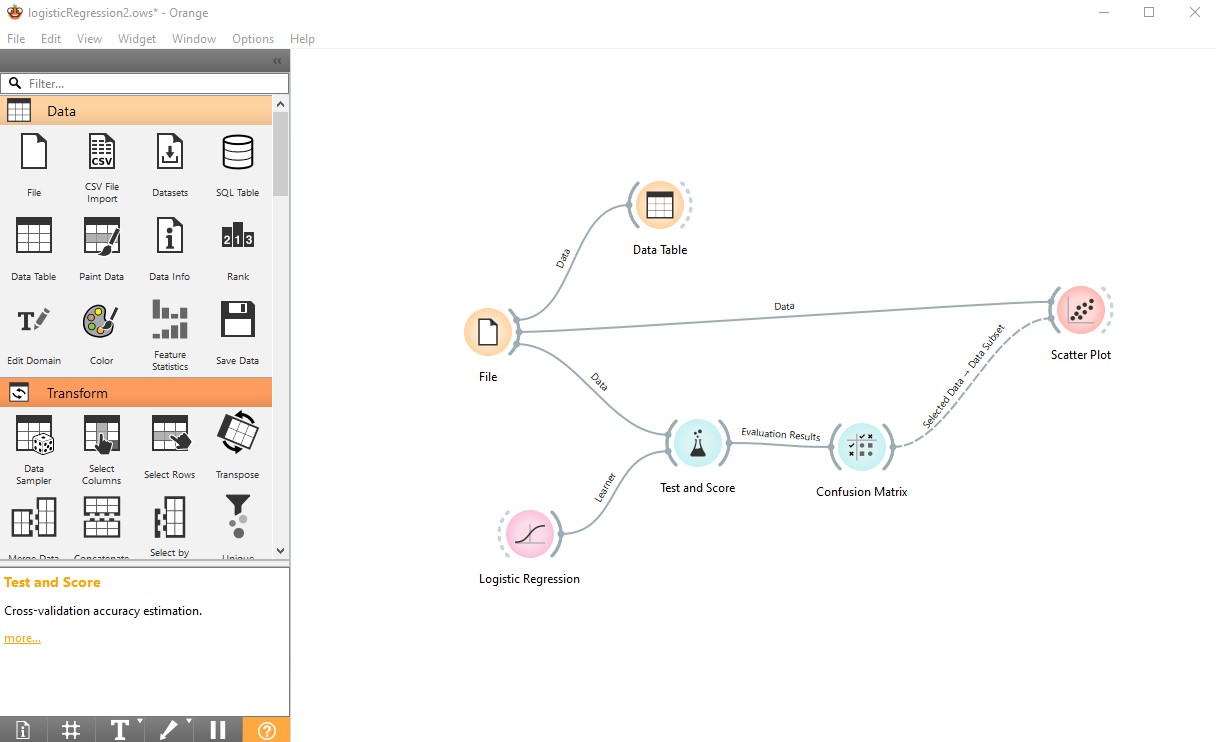 logisticRegression2.ows* - Orange
File Edit View Widget Window Options Help
Filter...
Data
File
CSV
CSV File
Import
Datasets
SQL Table
213
Data Table
Paint Data
Data Info
Rank
Edit Domain
Color
Feature
Statistics
Save Data
Transform
Data
Sampler
Select
Columns
Select Rows
Transpose
Merge Data
Concatenate
Select by
Unique
Test and Score
Cross-validation accuracy estimation.
more...
Data
Data Table
Data
File
Data
Scatter Plot
Selected Data → Data Subset
Evaluation Results
Test and Score
Confusion Matrix
Learner
Logistic Regression